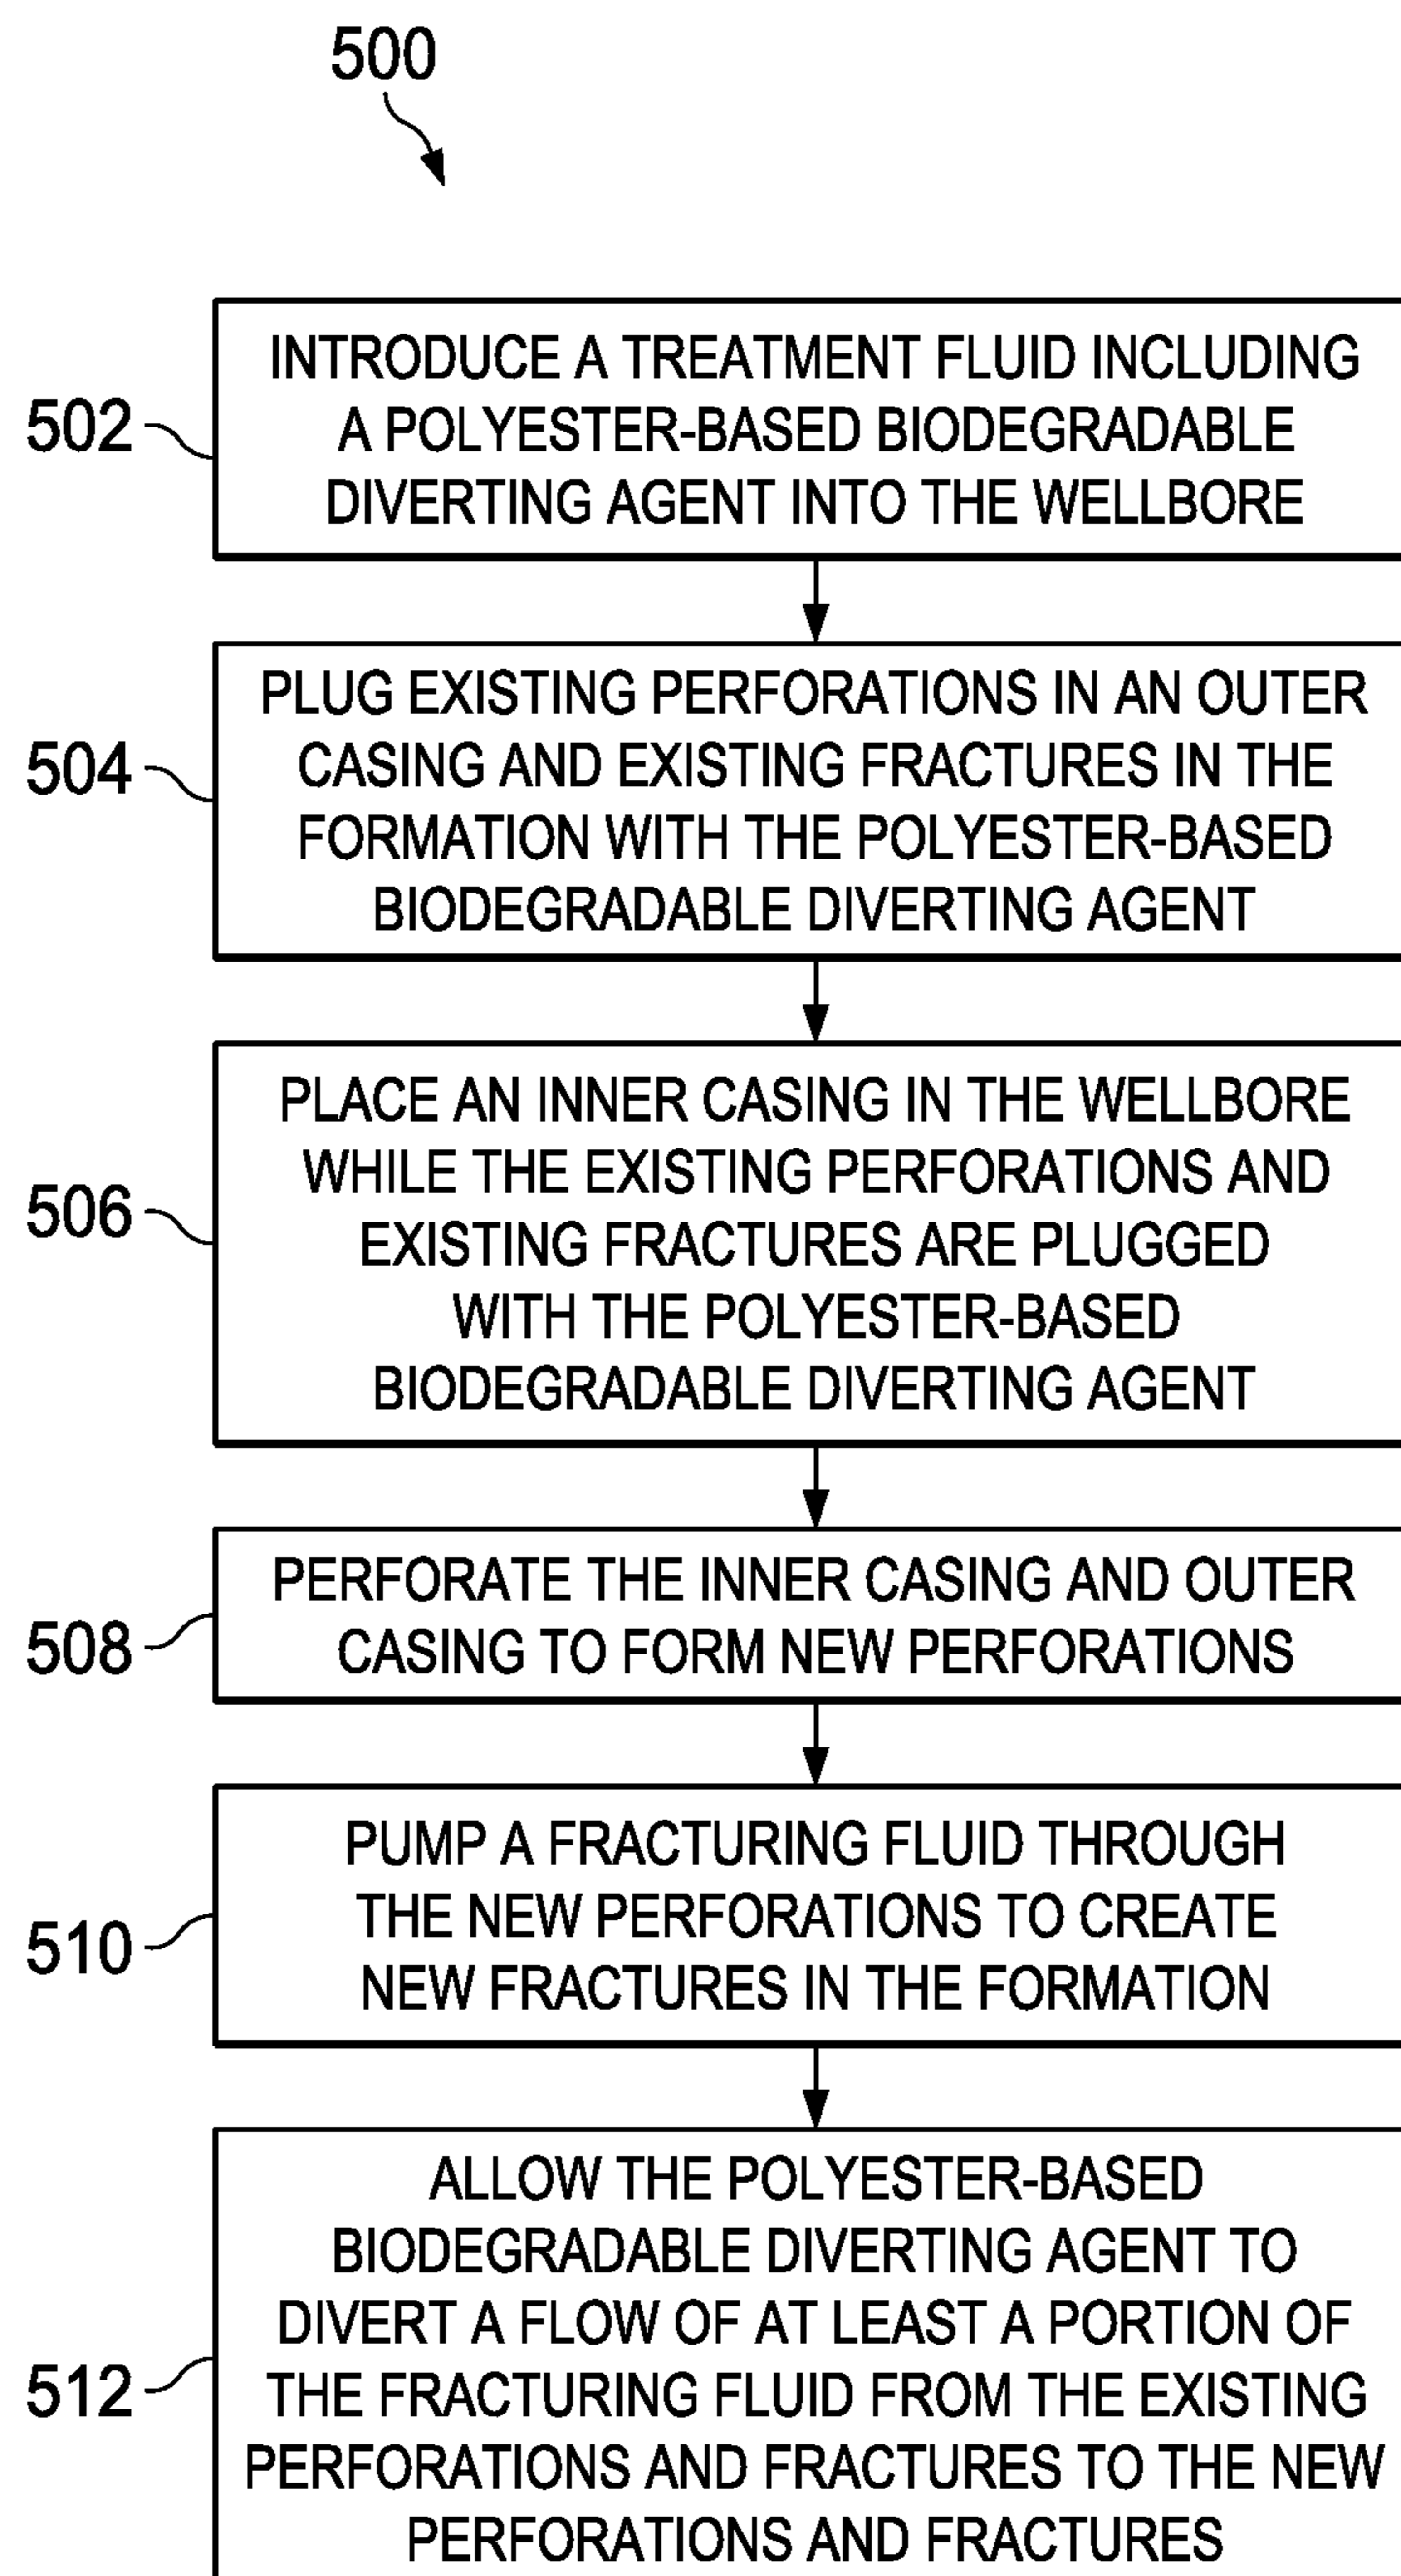 500
502
INTRODUCE A TREATMENT FLUID INCLUDING
A POLYESTER-BASED BIODEGRADABLE
DIVERTING AGENT INTO THE WELLBORE
504
PLUG EXISTING PERFORATIONS IN AN OUTER
CASING AND EXISTING FRACTURES IN THE
FORMATION WITH THE POLYESTER-BASED
BIODEGRADABLE DIVERTING AGENT
506
PLACE AN INNER CASING IN THE WELLBORE
WHILE THE EXISTING PERFORATIONS AND
EXISTING FRACTURES ARE PLUGGED
WITH THE POLYESTER-BASED
BIODEGRADABLE DIVERTING AGENT
508
PERFORATE THE INNER CASING AND OUTER
CASING TO FORM NEW PERFORATIONS
510
PUMP A FRACTURING FLUID THROUGH
THE NEW PERFORATIONS TO CREATE
NEW FRACTURES IN THE FORMATION
512
ALLOW THE POLYESTER-BASED
BIODEGRADABLE DIVERTING AGENT TO
DIVERT A FLOW OF AT LEAST A PORTION OF
THE FRACTURING FLUID FROM THE EXISTING
PERFORATIONS AND FRACTURES TO THE NEW
PERFORATIONS AND FRACTURES